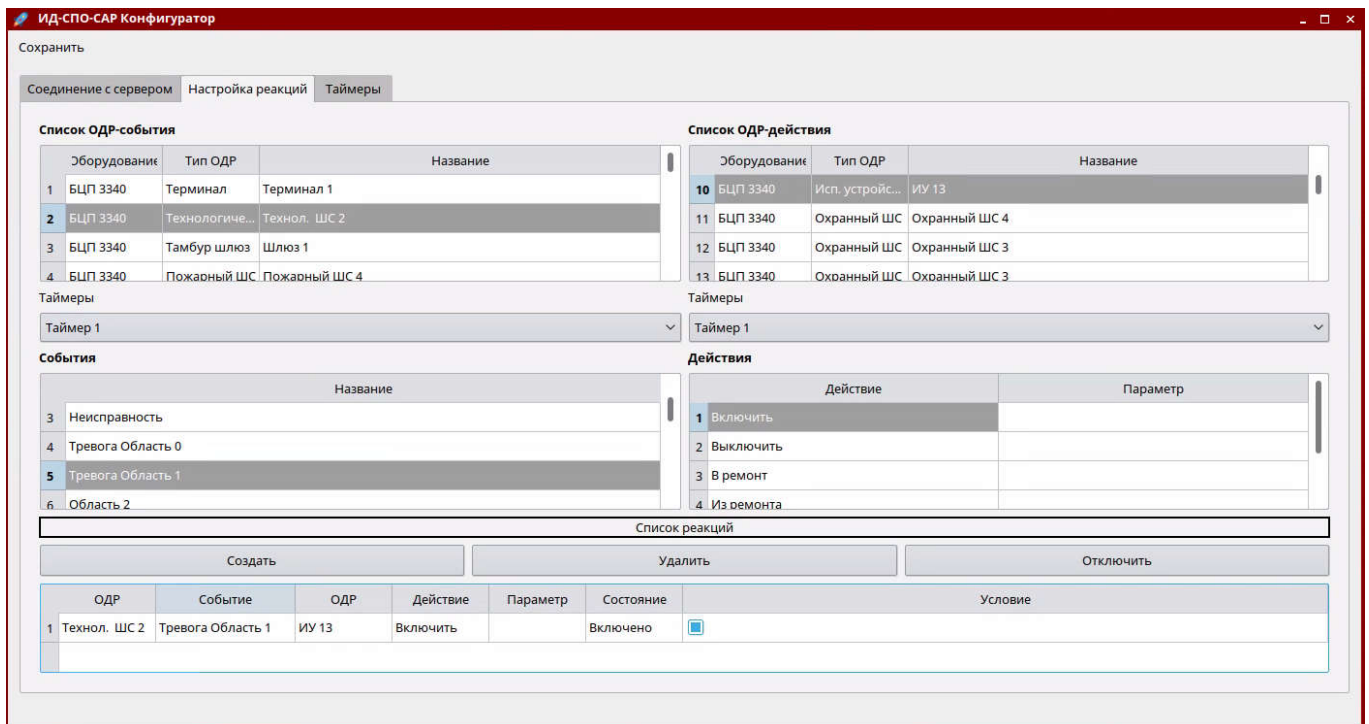 ИД-СПО-САР Конфигуратор
Сохранить
Соединение с сервером Настройка реакций Таймеры
Список ОДР-события Список ОДР-действия
Оборудование Тип ОДР Название Оборудование Тип ОДР Название
1 БЦП 3340 Терминал Терминал 1 10 БЦП 3340 Исп. устройс... ИУ 13
2 БЦП 3340 Технологиче... Технол. ШС 2 11 БЦП 3340 Охранный ШС Охранный ШС 4
3 БЦП 3340 Тамбур шлюз Шлюз 1 12 БЦП 3340 Охранный ШС Охранный ШС 3
4 БЦП 3340 Пожарный ШС Пожарный ШС 4 13 БЦП 3340 Охранный ШС Охранный ШС 3
Таймеры Таймеры
Таймер 1 Таймер 1
События Действия
Название Действие Параметр
3 Неисправность 1 Включить
4 Тревога Область 0 2 Выключить
5 Тревога Область 1 3 В ремонт
6 Область 2 4 Из ремонта
Список реакций
Создать Удалить Отключить
ОДР Событие ОДР Действие Параметр Состояние Условие
1 Технол. ШС 2 Тревога Область 1 ИУ 13 Включить Включено